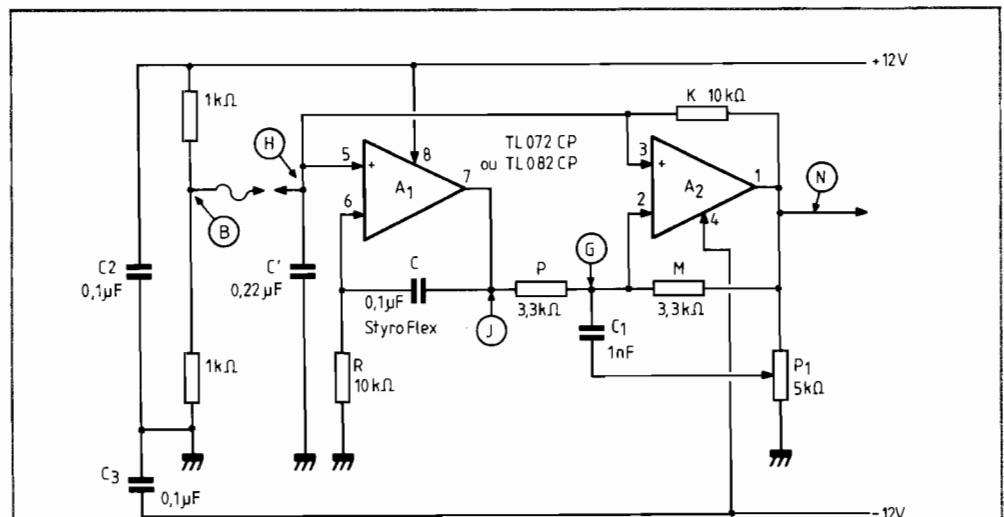 +12V
1kΩ
K 10kΩ
H
TL 072 CP
ou TL 082 CP
5
+
8
7
A1
6
3
+
1
A2
2
4
N
B
G
C2
0,1µF
C'
0,22µF
C
0,1µF
StyroFlex
P
3,3kΩ
M
3,3kΩ
J
C1
1nF
P1
5kΩ
1kΩ
R
10kΩ
C3
0,1µF
-12V